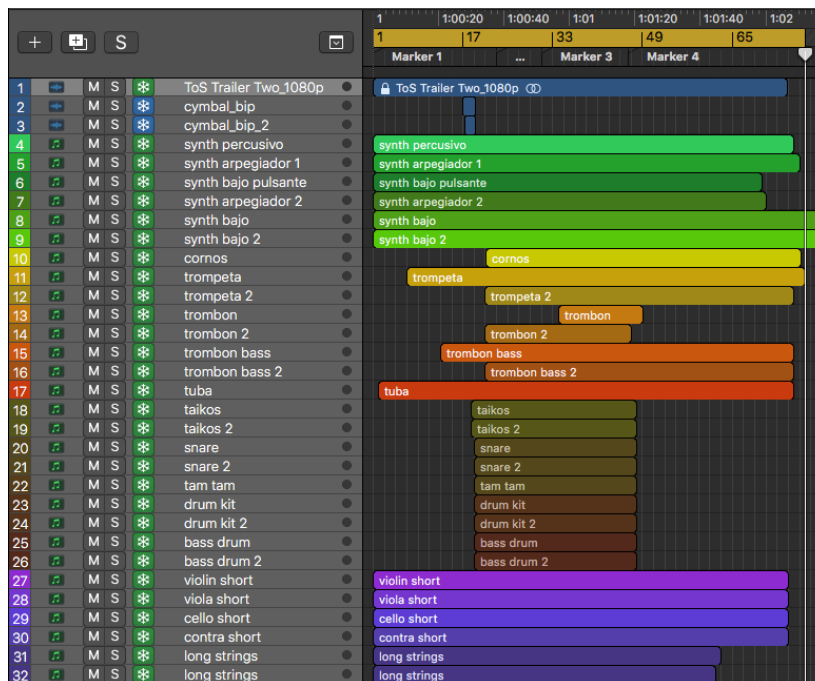 1 1:00:20 1:00:40 1:01 1:01:20 1:01:40 1:02
S 1 17 33 49 65
Marker 1 ... Marker 3 Marker 4
1 M S ToS Trailer Two_1080p ToS Trailer Two_1080p
2 M S cymbal_bip
3 M S cymbal_bip_2
4 M S synth percusivo synth percusivo
5 M S synth arpegiador 1 synth arpegiador 1
6 M S synth bajo pulsante synth bajo pulsante
7 M S synth arpegiador 2 synth arpegiador 2
8 M S synth bajo synth bajo
9 M S synth bajo 2 synth bajo 2
10 M S cornos cornos
11 M S trompeta trompeta
12 M S trompeta 2 trompeta 2
13 M S trombon trombon
14 M S trombon 2 trombon 2
15 M S trombon bass trombon bass
16 M S trombon bass 2 trombon bass 2
17 M S tuba tuba
18 M S taikos taikos
19 M S taikos 2 taikos 2
20 M S snare snare
21 M S snare 2 snare 2
22 M S tam tam tam tam
23 M S drum kit drum kit
24 M S drum kit 2 drum kit 2
25 M S bass drum bass drum
26 M S bass drum 2 bass drum 2
27 M S violin short violin short
28 M S viola short viola short
29 M S cello short cello short
30 M S contra short contra short
31 M S long strings long strings
32 M S long strings long strings